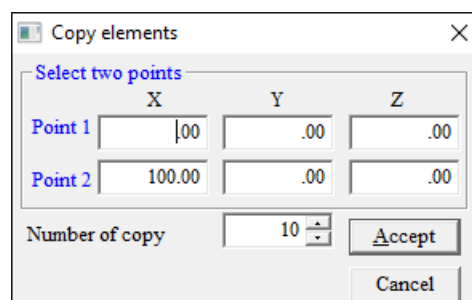 Copy elements
Select two points
X Y Z
Point 1 .00 .00 .00
Point 2 100.00 .00 .00
Number of copy 10 Accept
Cancel